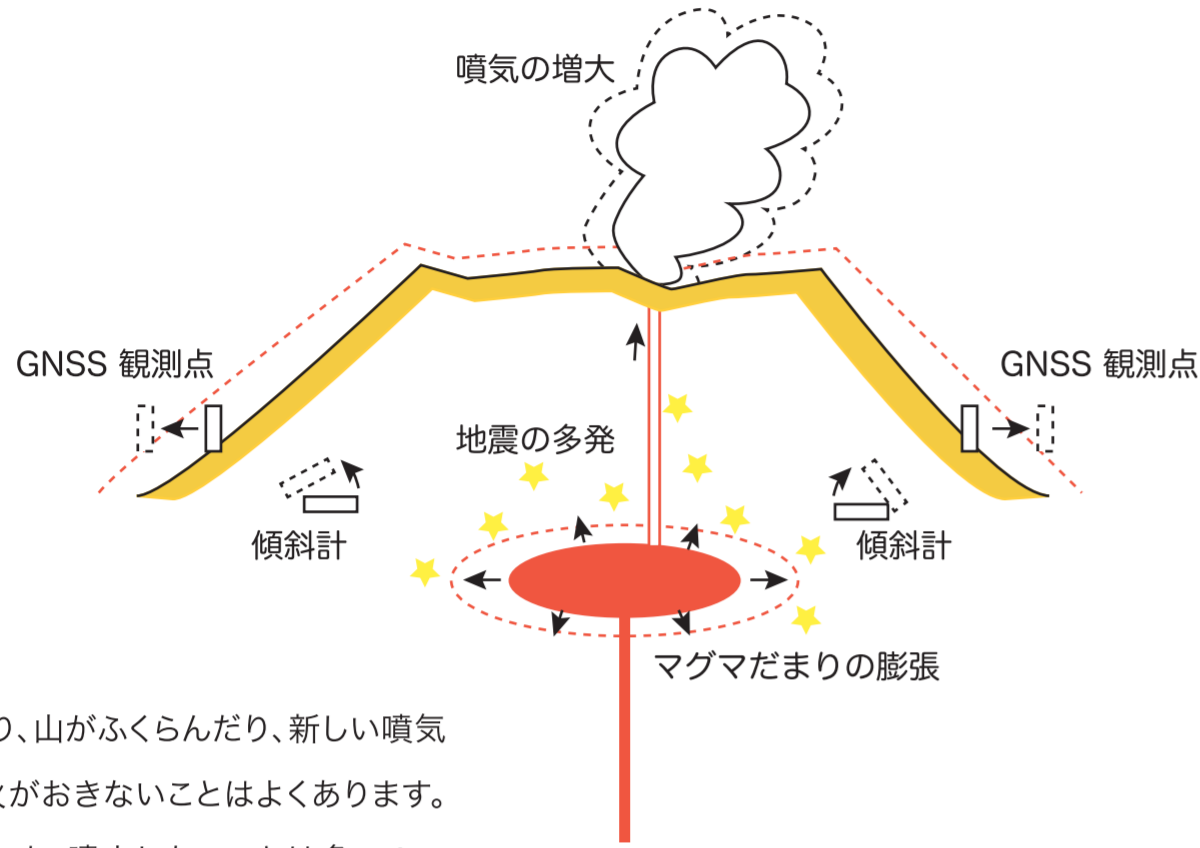 噴気の増大
GNSS 観測点
GNSS 観測点
地震の多発
傾斜計
傾斜計
マグマだまりの膨張
り、山がふくらんだり、新しい噴気
がおきないことはよくあります。